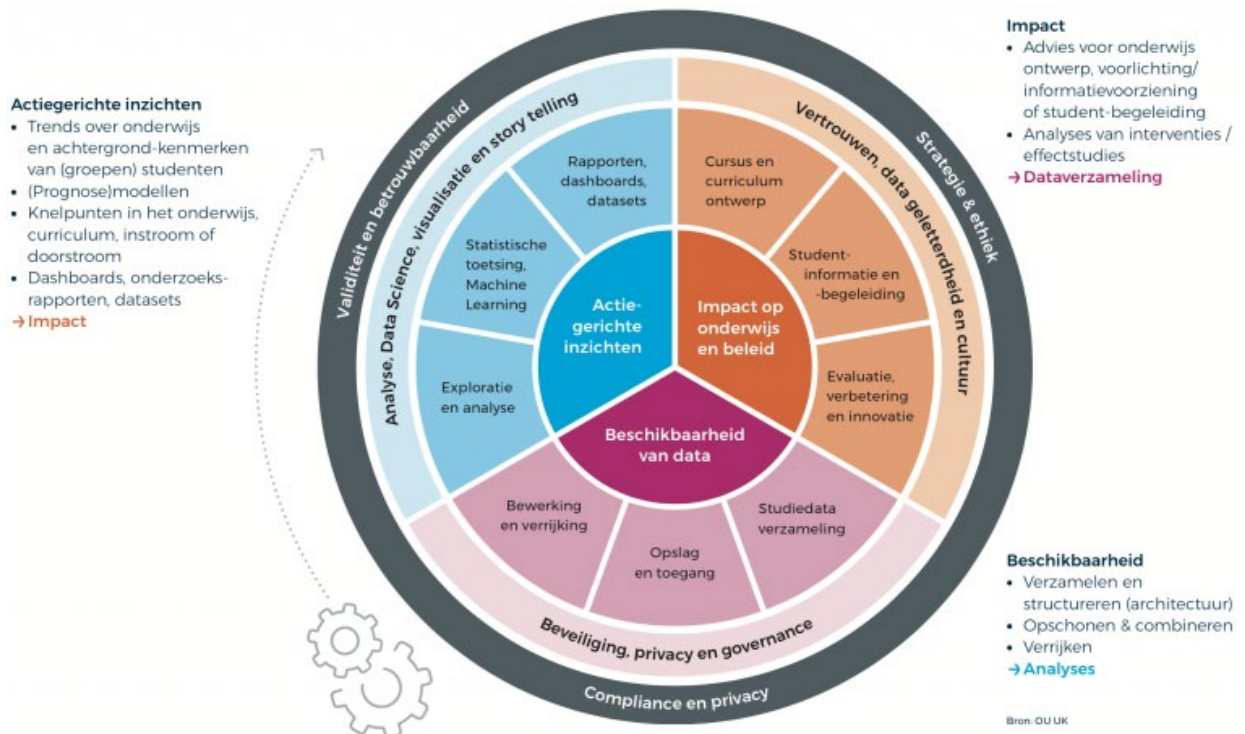 Actiegerichte inzichten
• Trends over onderwijs
en achtergrond-kenmerken
van (groepen) studenten
• (Prognose)modellen
• Knelpunten in het onderwijs,
curriculum, instroom of
doorstroom
• Dashboards, onderzoeks-
rapporten, datasets
→ Impact
Validiteit en betrouwbaarheid
Analyse, Data Science, visualisatie en story telling
Rapporten,
dashboards,
datasets
Statistische
toetsing,
Machine
Learning
Exploratie
en analyse
Actie-
gerichte
inzichten
Strategie & ethiek
Vertrouwen, data geletterdheid en cultuur
Cursus en
curriculum
ontwerp
Student-
informatie en
-begeleiding
Evaluatie,
verbetering
en innovatie
Impact op
onderwijs
en beleid
Beschikbaarheid
van data
Bewerking
en verrijking
Opslag
en toegang
Studiedata
verzameling
Beveiliging, privacy en governance
Compliance en privacy
Impact
• Advies voor onderwijs
ontwerp, voorlichting/
informatievoorziening
of student-begeleiding
• Analyses van interventies /
effectstudies
→ Dataverzameling
Beschikbaarheid
• Verzamelen en
structureren (architectuur)
• Opschonen & combineren
• Verrijken
→ Analyses
Bron: OU UK